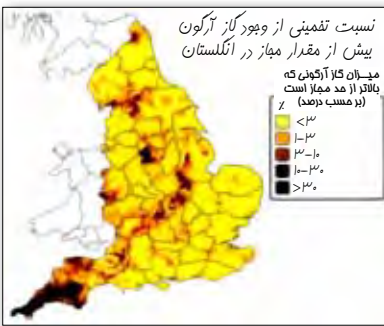 نسبت تخمینی از وجود گاز آرگون
بیش از مقدار مجاز در انگلستان
میـزان گاز آرگونی که
بالاتر از حد مجاز است
(بر حسب درصد) ٪
<۳
۱-۳
۳-۱۰
۱۰-۳۰
>۳۰